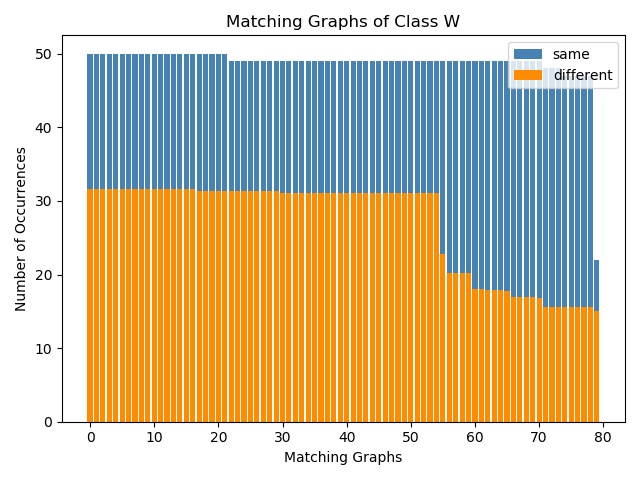 Matching Graphs of Class W
same
different
Number of Occurrences
50
40
30
20
10
0
0 10 20 30 40 50 60 70 80
Matching Graphs